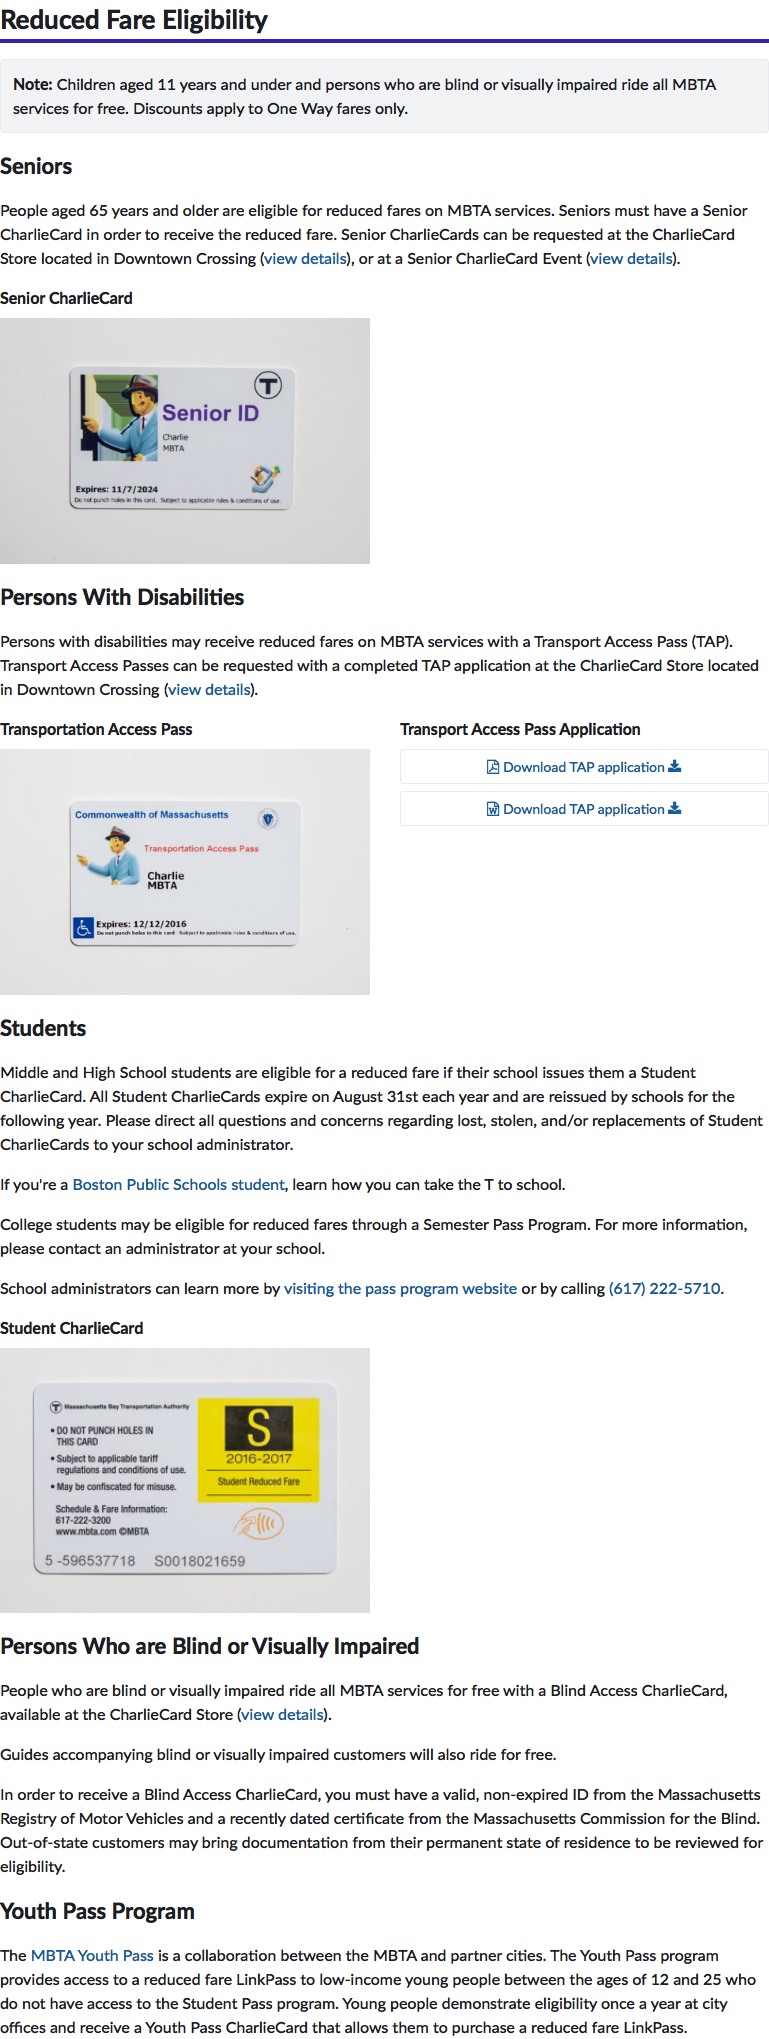 Reduced Fare Eligibility
Note: Children aged 11 years and under and persons who are blind or visually impaired ride all MBTA
services for free. Discounts apply to One Way fares only.
Seniors
People aged 65 years and older are eligible for reduced fares on MBTA services. Seniors must have a Senior
CharlieCard in order to receive the reduced fare. Senior CharlieCards can be requested at the CharlieCard
Store located in Downtown Crossing (view details), or at a Senior CharlieCard Event (view details).
Senior CharlieCard
T
Senior ID
Charlie
MBTA
Expires: 11/7/2024
Do not punch holes in this card. Subject to applicable rules & conditions of use.
Persons With Disabilities
Persons with disabilities may receive reduced fares on MBTA services with a Transport Access Pass (TAP).
Transport Access Passes can be requested with a completed TAP application at the CharlieCard Store located
in Downtown Crossing (view details).
Transportation Access Pass
Commonwealth of Massachusetts
Transportation Access Pass
Charlie
MBTA
Expires: 12/12/2016
Do not punch holes in this card. Subject to applicable rules & conditions of use.
Transport Access Pass Application
Download TAP application
Download TAP application
Students
Middle and High School students are eligible for a reduced fare if their school issues them a Student
CharlieCard. All Student CharlieCards expire on August 31st each year and are reissued by schools for the
following year. Please direct all questions and concerns regarding lost, stolen, and/or replacements of Student
CharlieCards to your school administrator.
If you're a Boston Public Schools student, learn how you can take the T to school.
College students may be eligible for reduced fares through a Semester Pass Program. For more information,
please contact an administrator at your school.
School administrators can learn more by visiting the pass program website or by calling (617) 222-5710.
Student CharlieCard
T Massachusetts Bay Transportation Authority
• DO NOT PUNCH HOLES IN
THIS CARD
• Subject to applicable tariff
regulations and conditions of use.
• May be confiscated for misuse.
Schedule & Fare Information:
617-222-3200
www.mbta.com ©MBTA
5 -596537718 S0018021659
S
2016-2017
Student Reduced Fare
Persons Who are Blind or Visually Impaired
People who are blind or visually impaired ride all MBTA services for free with a Blind Access CharlieCard,
available at the CharlieCard Store (view details).
Guides accompanying blind or visually impaired customers will also ride for free.
In order to receive a Blind Access CharlieCard, you must have a valid, non-expired ID from the Massachusetts
Registry of Motor Vehicles and a recently dated certificate from the Massachusetts Commission for the Blind.
Out-of-state customers may bring documentation from their permanent state of residence to be reviewed for
eligibility.
Youth Pass Program
The MBTA Youth Pass is a collaboration between the MBTA and partner cities. The Youth Pass program
provides access to a reduced fare LinkPass to low-income young people between the ages of 12 and 25 who
do not have access to the Student Pass program. Young people demonstrate eligibility once a year at city
offices and receive a Youth Pass CharlieCard that allows them to purchase a reduced fare LinkPass.